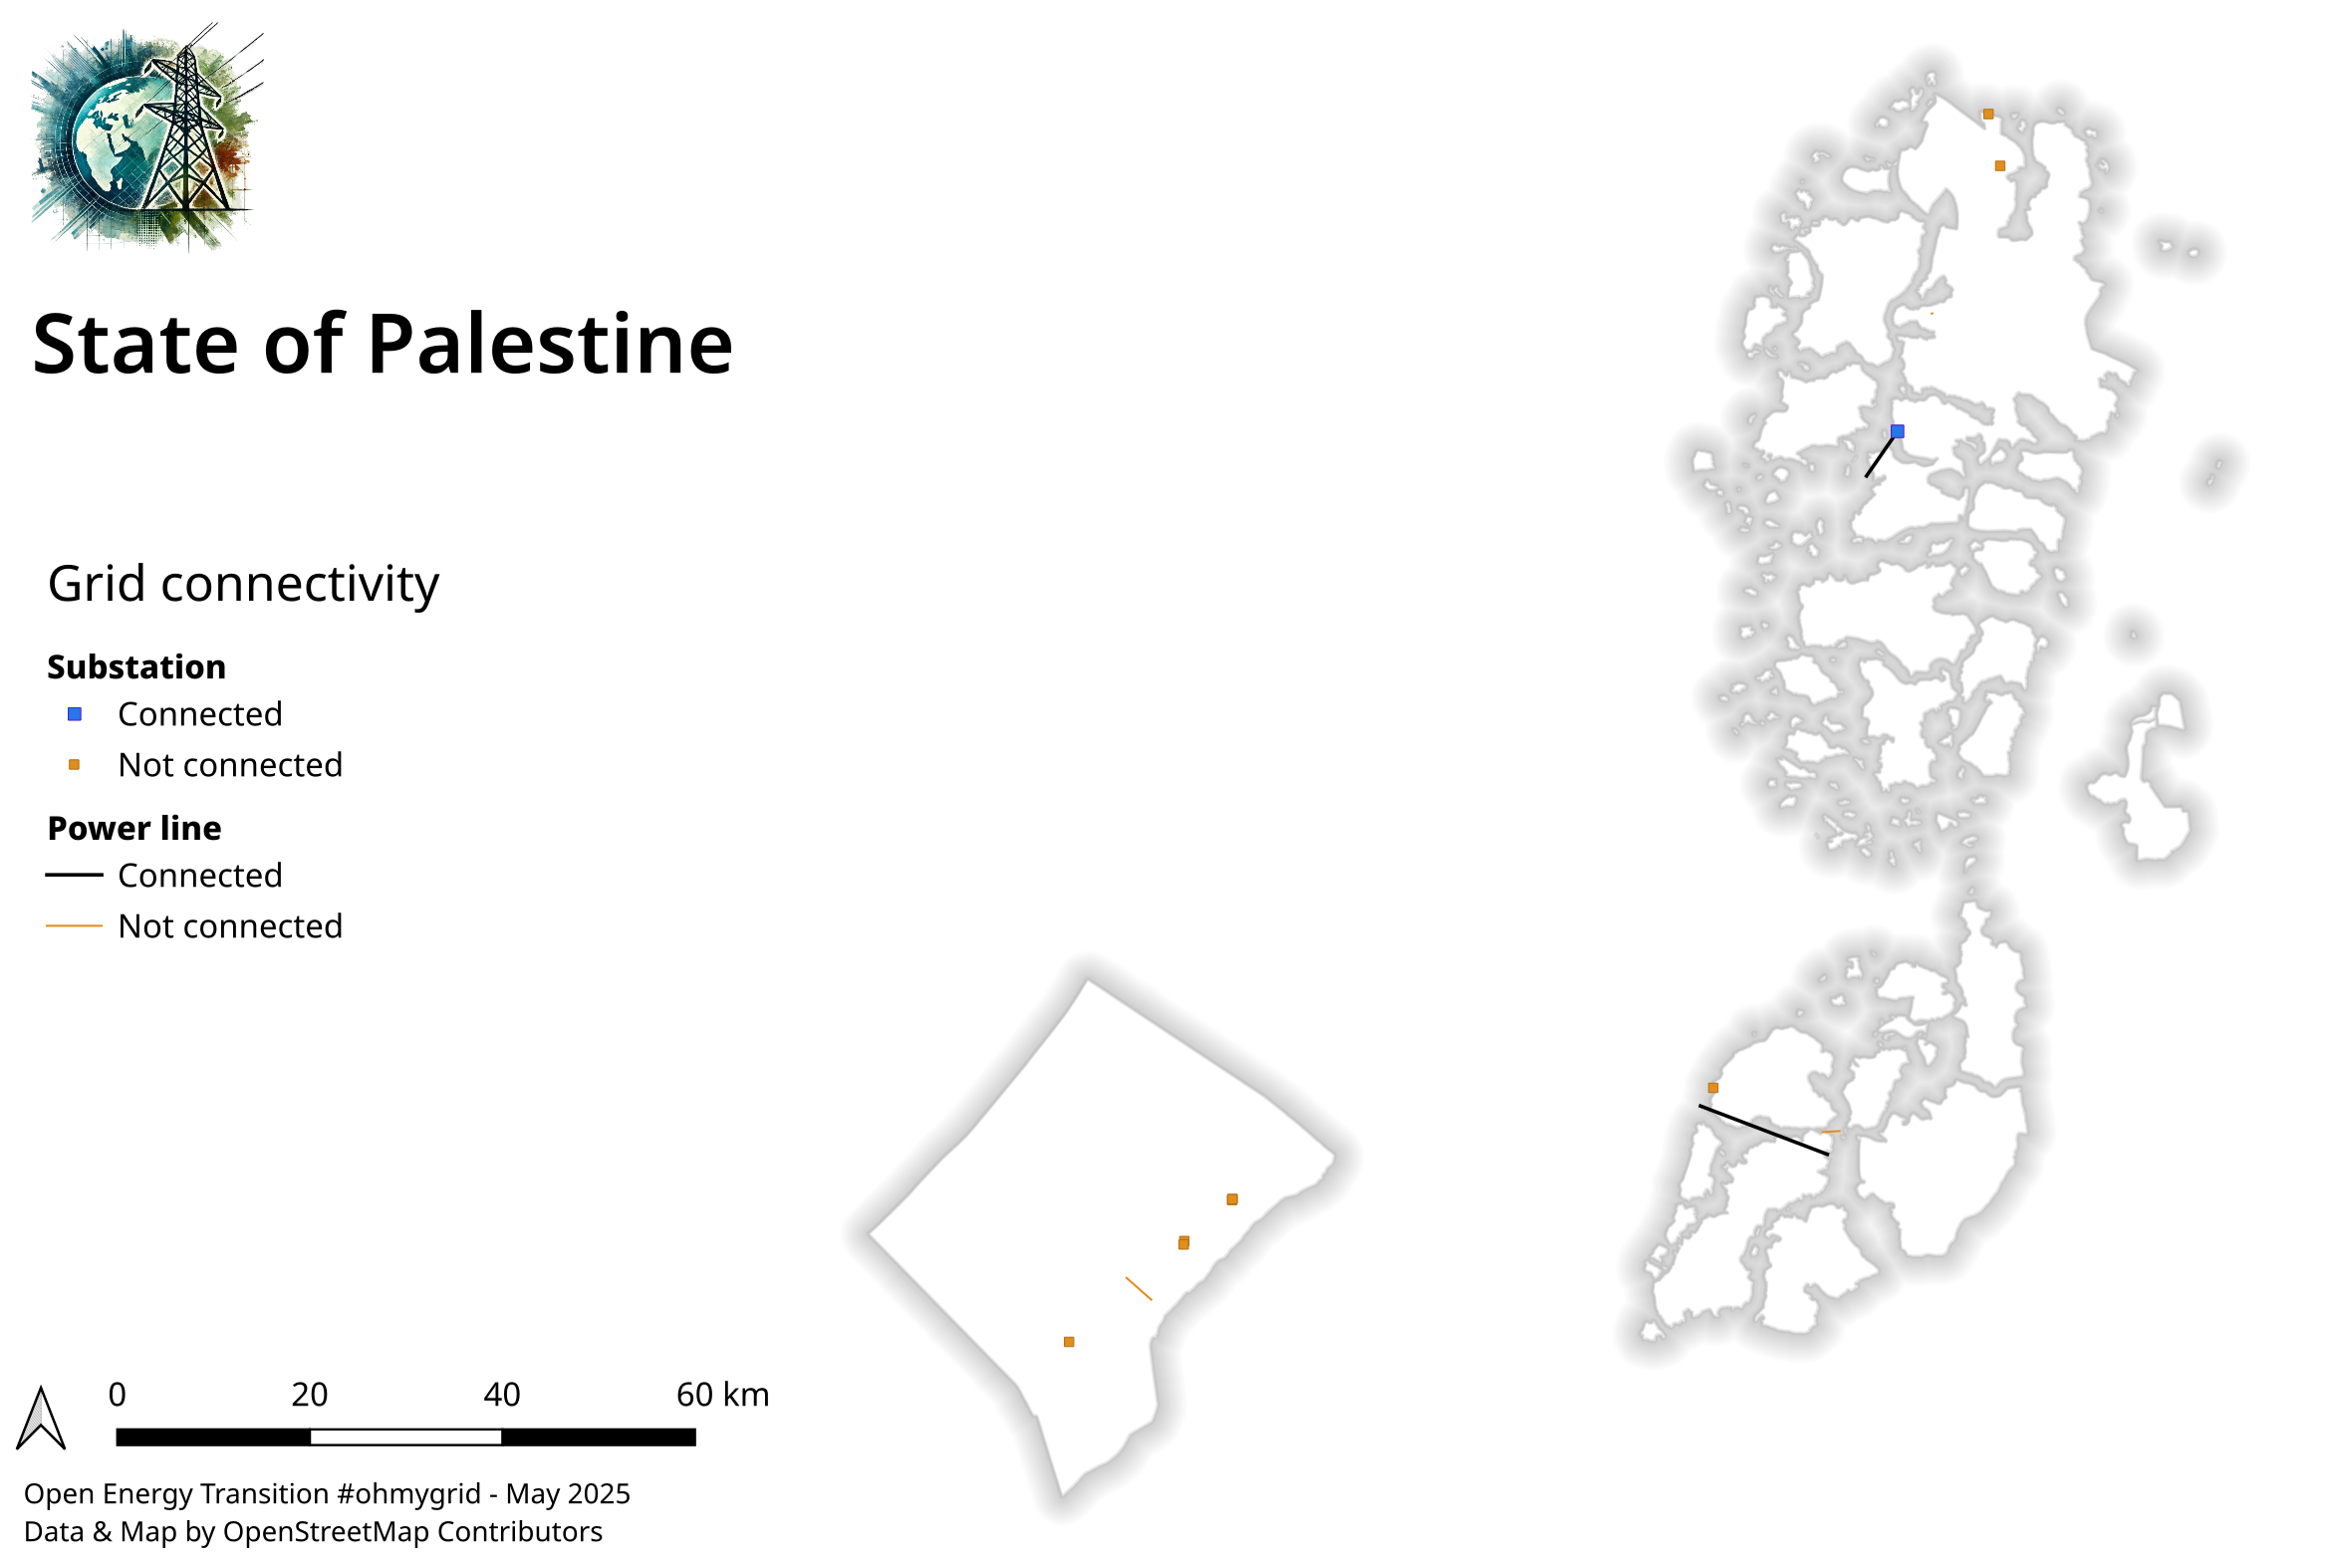 State of Palestine
Grid connectivity
Substation
Connected
Not connected
Power line
Connected
Not connected
0 20 40 60 km
Open Energy Transition #ohmygrid - May 2025
Data & Map by OpenStreetMap Contributors